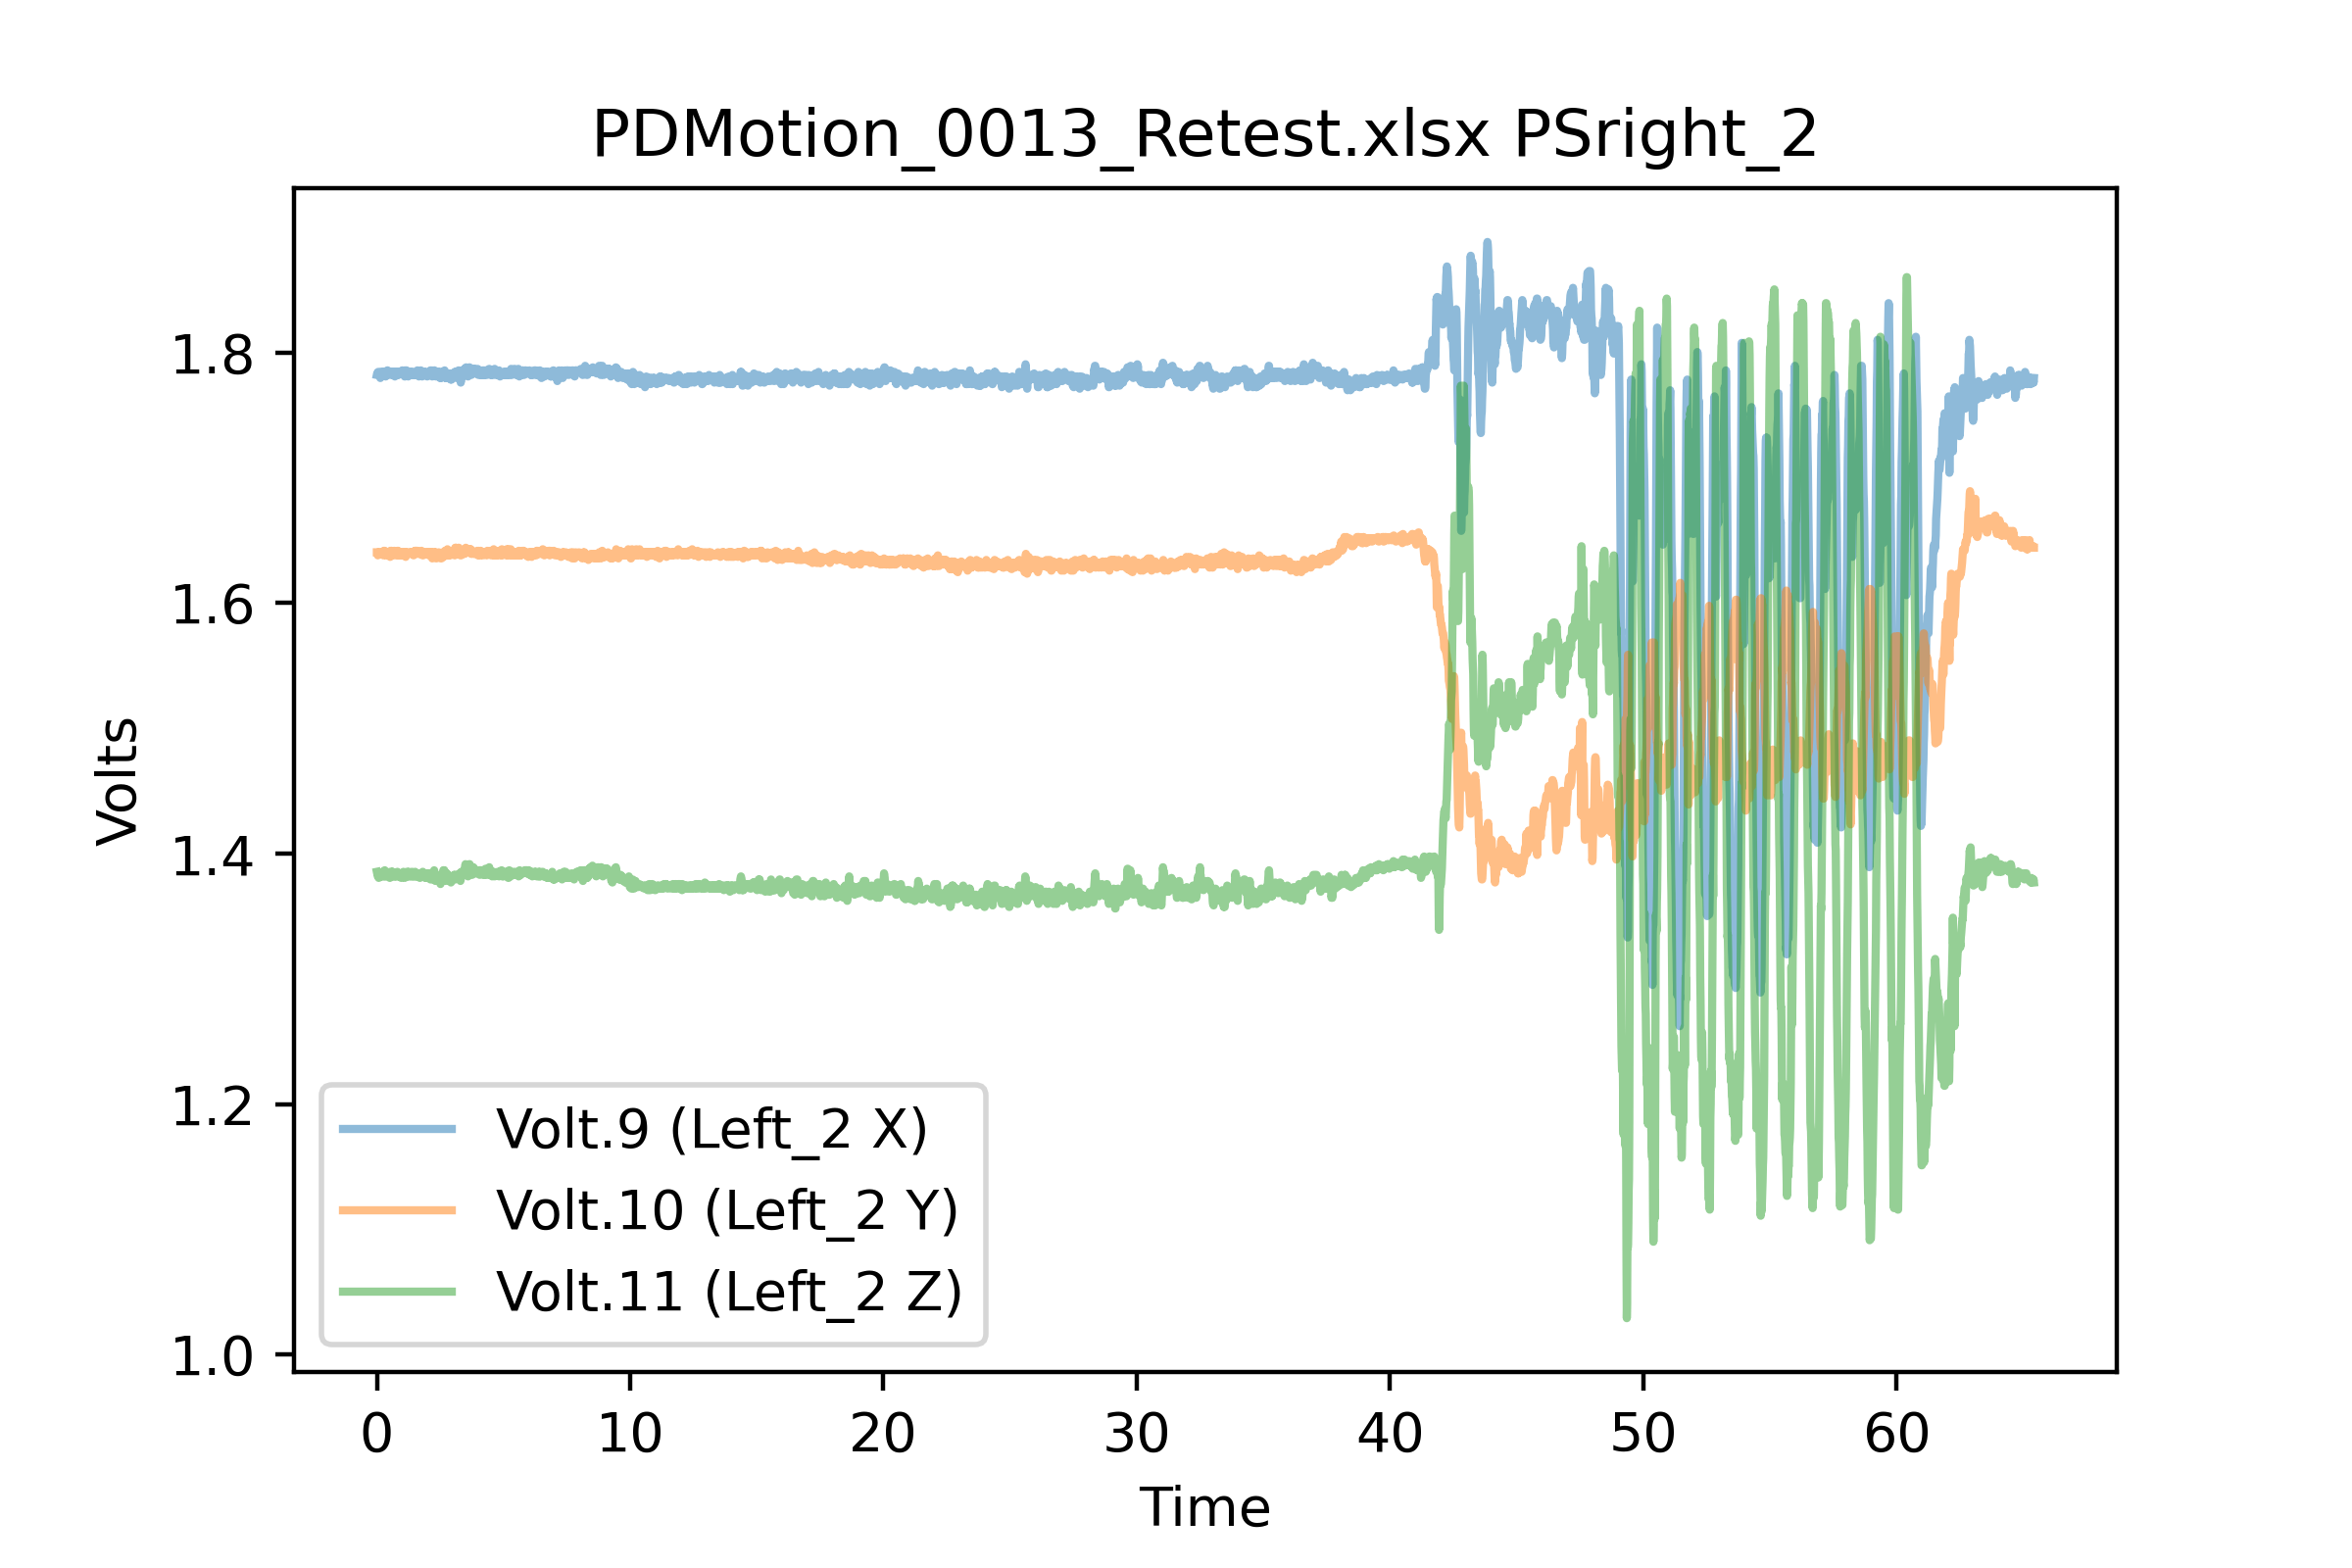 PDMotion_0013_Retest.xlsx PSright_2
Volts
1.8
1.6
1.4
1.2
1.0
Volt.9 (Left_2 X)
Volt.10 (Left_2 Y)
Volt.11 (Left_2 Z)
0 10 20 30 40 50 60
Time